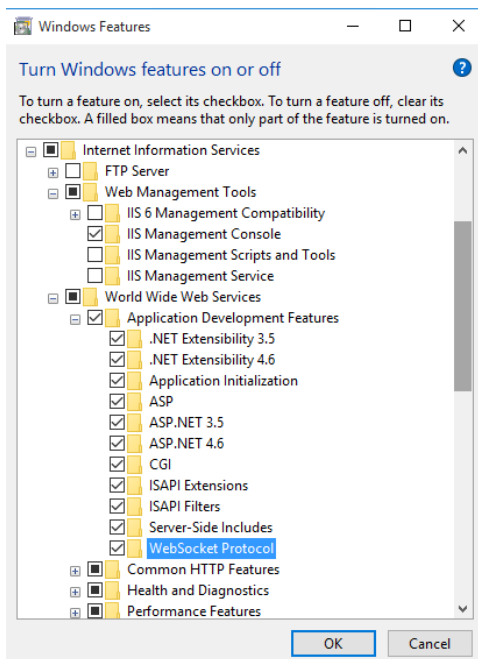 Windows Features
Turn Windows features on or off
?
To turn a feature on, select its checkbox. To turn a feature off, clear its
checkbox. A filled box means that only part of the feature is turned on.
Internet Information Services
FTP Server
Web Management Tools
IIS 6 Management Compatibility
IIS Management Console
IIS Management Scripts and Tools
IIS Management Service
World Wide Web Services
Application Development Features
.NET Extensibility 3.5
.NET Extensibility 4.6
Application Initialization
ASP
ASP.NET 3.5
ASP.NET 4.6
CGI
ISAPI Extensions
ISAPI Filters
Server-Side Includes
WebSocket Protocol
Common HTTP Features
Health and Diagnostics
Performance Features
OK Cancel